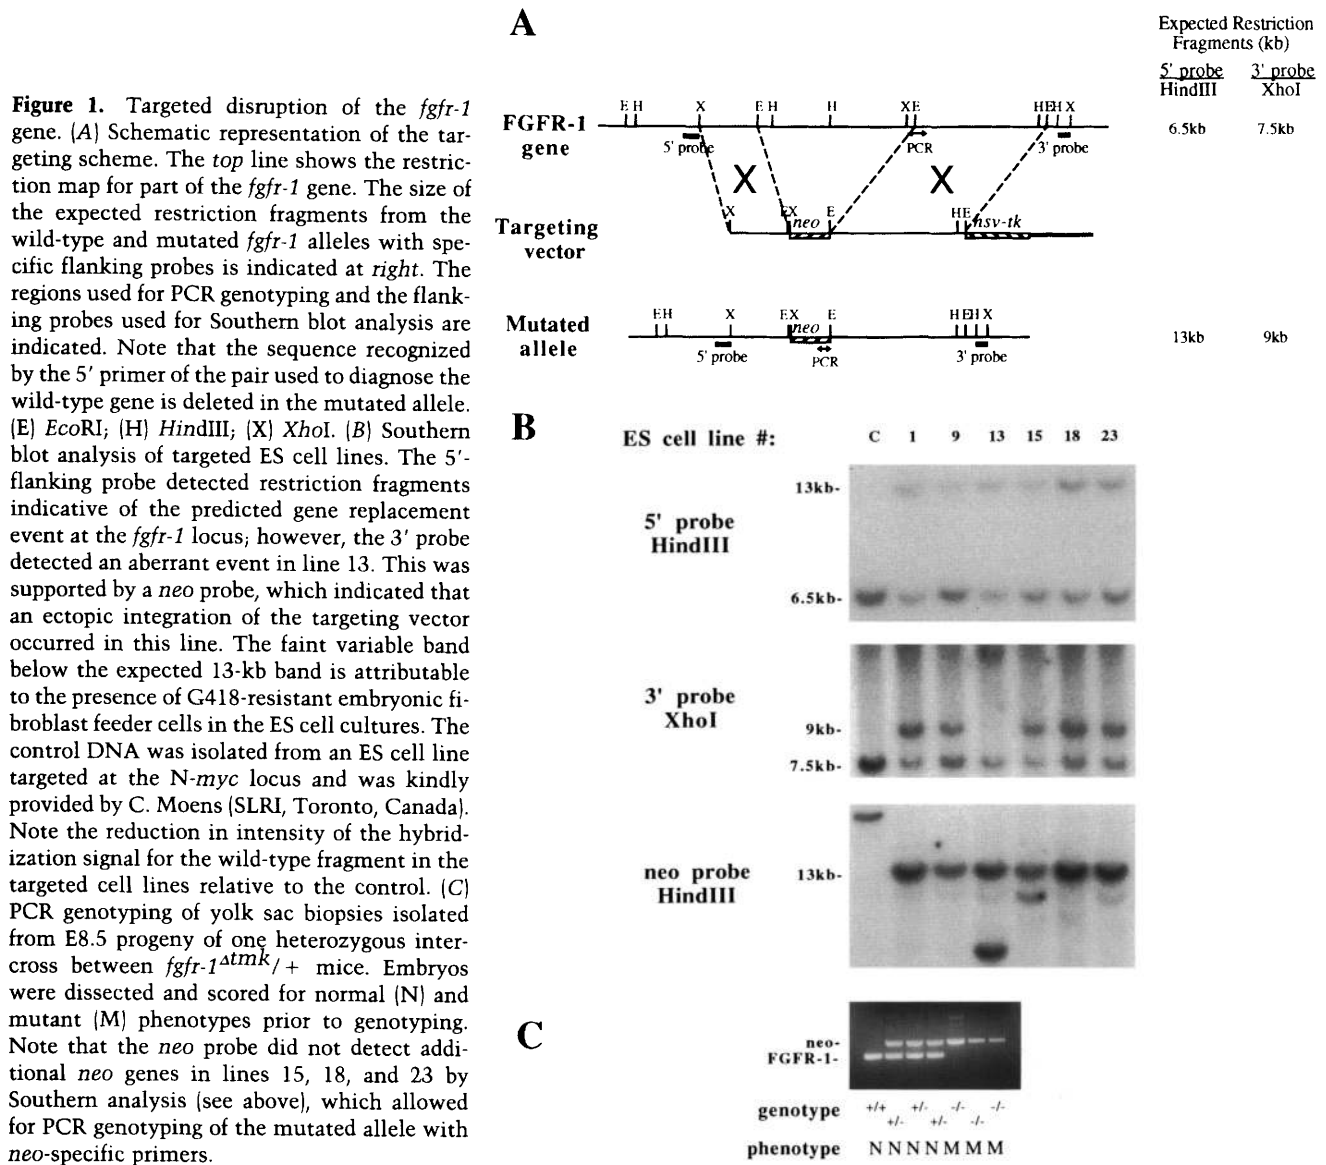 Figure 1. Targeted disruption of the fgfr-1
gene. (A) Schematic representation of the tar-
geting scheme. The top line shows the restric-
tion map for part of the fgfr-1 gene. The size of
the expected restriction fragments from the
wild-type and mutated fgfr-1 alleles with spe-
cific flanking probes is indicated at right. The
regions used for PCR genotyping and the flank-
ing probes used for Southern blot analysis are
indicated. Note that the sequence recognized
by the 5' primer of the pair used to diagnose the
wild-type gene is deleted in the mutated allele.
(E) EcoRI; (H) HindIII; (X) XhoI. (B) Southern
blot analysis of targeted ES cell lines. The 5'-
flanking probe detected restriction fragments
indicative of the predicted gene replacement
event at the fgfr-1 locus; however, the 3' probe
detected an aberrant event in line 13. This was
supported by a neo probe, which indicated that
an ectopic integration of the targeting vector
occurred in this line. The faint variable band
below the expected 13-kb band is attributable
to the presence of G418-resistant embryonic fi-
broblast feeder cells in the ES cell cultures. The
control DNA was isolated from an ES cell line
targeted at the N-myc locus and was kindly
provided by C. Moens (SLRI, Toronto, Canada).
Note the reduction in intensity of the hybrid-
ization signal for the wild-type fragment in the
targeted cell lines relative to the control. (C)
PCR genotyping of yolk sac biopsies isolated
from E8.5 progeny of one heterozygous inter-
cross between fgfr-1Δtmk/+ mice. Embryos
were dissected and scored for normal (N) and
mutant (M) phenotypes prior to genotyping.
Note that the neo probe did not detect addi-
tional neo genes in lines 15, 18, and 23 by
Southern analysis (see above), which allowed
for PCR genotyping of the mutated allele with
neo-specific primers.
A
Expected Restriction
Fragments (kb)
5' probe 3' probe
HindIII XhoI
E H X E H H X E H E H X
FGFR-1
gene
5' probe PCR 3' probe
6.5kb 7.5kb
X X
Targeting
vector
X E X neo E H E hsv-tk
Mutated
allele
E H X E X neo E H E H X
5' probe PCR 3' probe
13kb 9kb
B
ES cell line #: C 1 9 13 15 18 23
13kb-
5' probe
HindIII
6.5kb-
3' probe
XhoI
9kb-
7.5kb-
neo probe
HindIII
13kb-
C
neo-
FGFR-1-
genotype +/+ +/- +/- +/- -/- -/- -/-
phenotype N N N N M M M